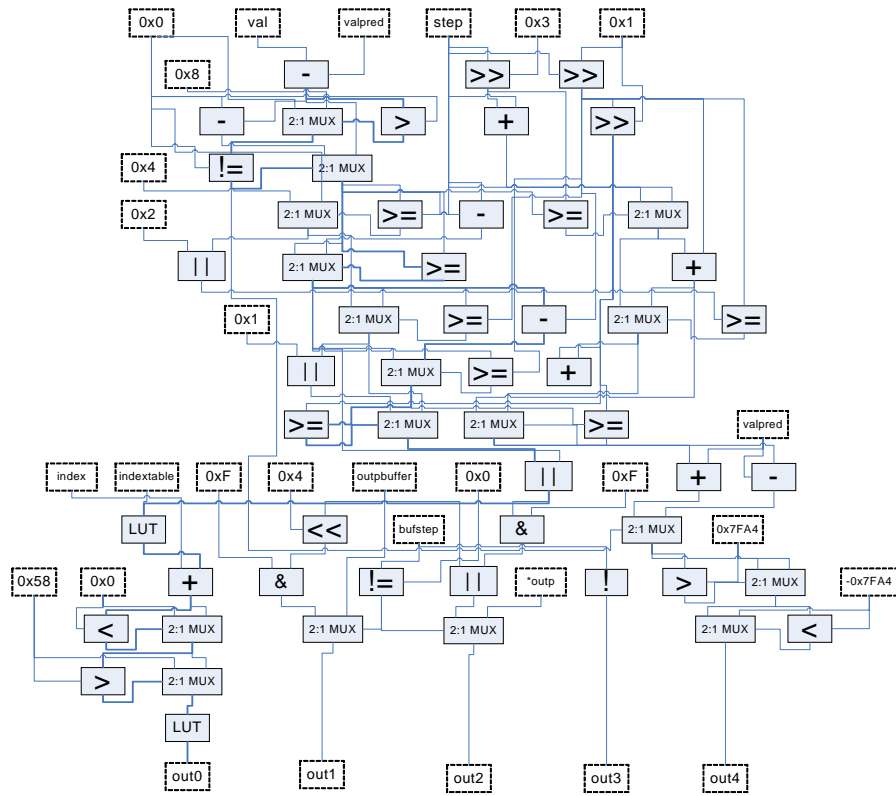 0x0 val valpred step 0x3 0x1
0x8 - >> >>
- 2:1 MUX > + >>
0x4 != 2:1 MUX
0x2 2:1 MUX >= - >= 2:1 MUX
|| 2:1 MUX >= +
0x1 2:1 MUX >= - 2:1 MUX >=
|| 2:1 MUX >= +
>= 2:1 MUX 2:1 MUX >= valpred
index indextable 0xF 0x4 outpbuffer 0x0 || 0xF + -
LUT << bufstep & 2:1 MUX 0x7FA4
0x58 0x0 + & != || *outp ! > 2:1 MUX -0x7FA4
< 2:1 MUX 2:1 MUX 2:1 MUX 2:1 MUX <
> 2:1 MUX
LUT
out0 out1 out2 out3 out4